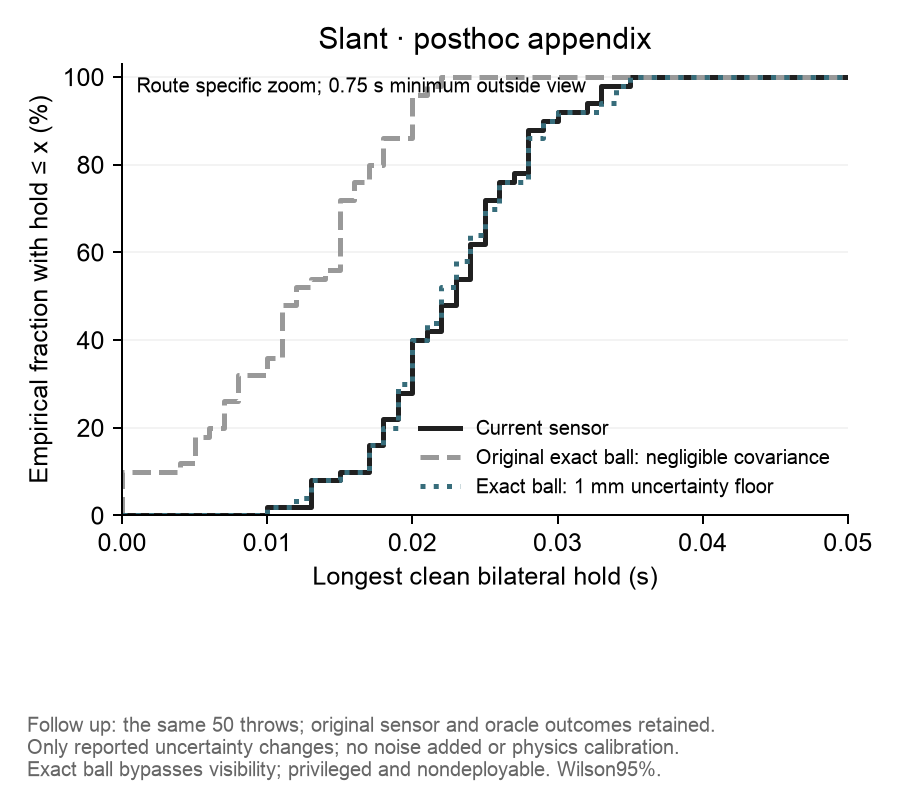 Slant · posthoc appendix
Route specific zoom; 0.75 s minimum outside view
Empirical fraction with hold ≤ x (%)
100
80
60
40
20
0
Current sensor
Original exact ball: negligible covariance
Exact ball: 1 mm uncertainty floor
0.00 0.01 0.02 0.03 0.04 0.05
Longest clean bilateral hold (s)
Follow up: the same 50 throws; original sensor and oracle outcomes retained.
Only reported uncertainty changes; no noise added or physics calibration.
Exact ball bypasses visibility; privileged and nondeployable. Wilson95%.